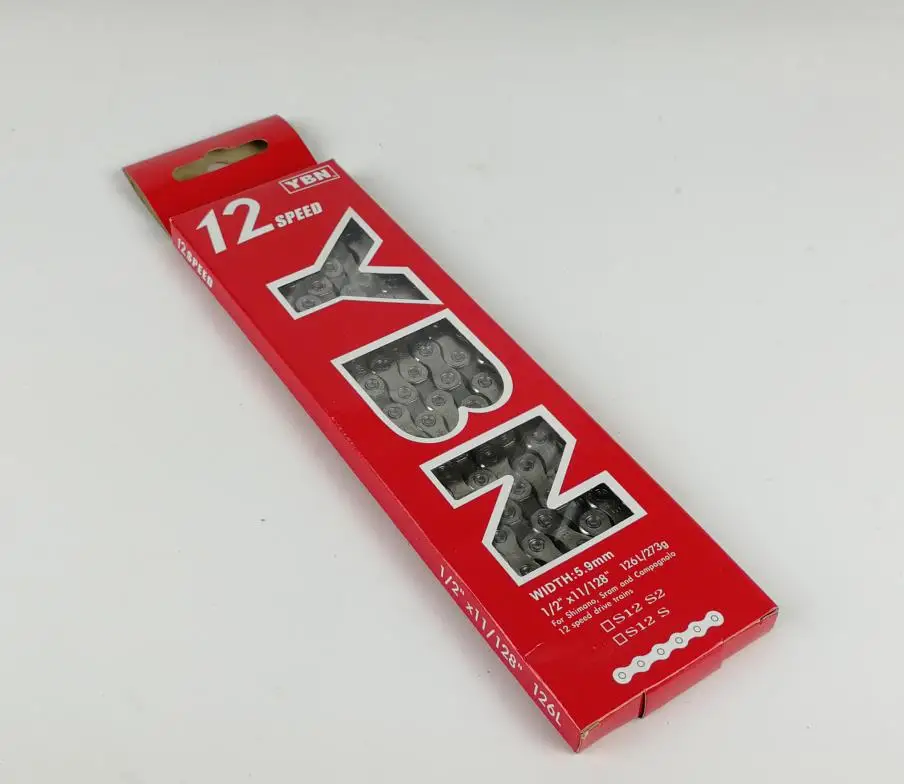 YBN
12 SPEED
12 SPEED
YBN
WIDTH:5.9mm
1/2" x11/128" 126L/273g
For Shimano, Sram and Campagnolo
12 speed drive trains
□S12 S2
□S12 S
1/2" x11/128" 126L